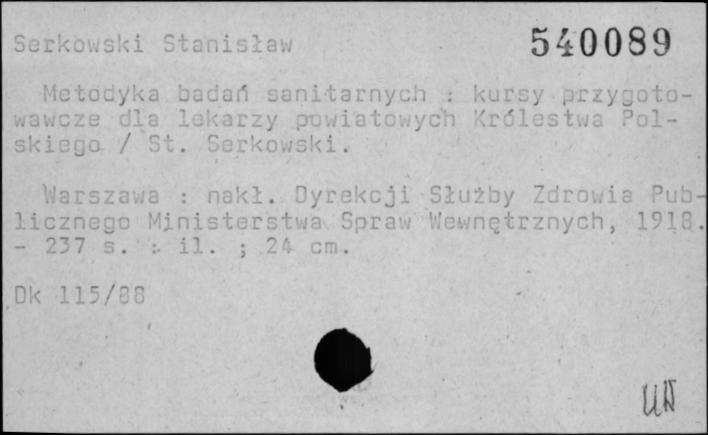 Serkowski Stanisław 540089
Metodyka badań sanitarnych : kursy przygoto-
wawcze dla lekarzy powiatowych Królestwa Pol-
skiego / St. Serkowski.
Warszawa : nakł. Dyrekcji Służby Zdrowia Pub-
licznego Ministerstwa Spraw Wewnętrznych, 1918.
- 237 s. : il. ; 24 cm.
Dk 115/88